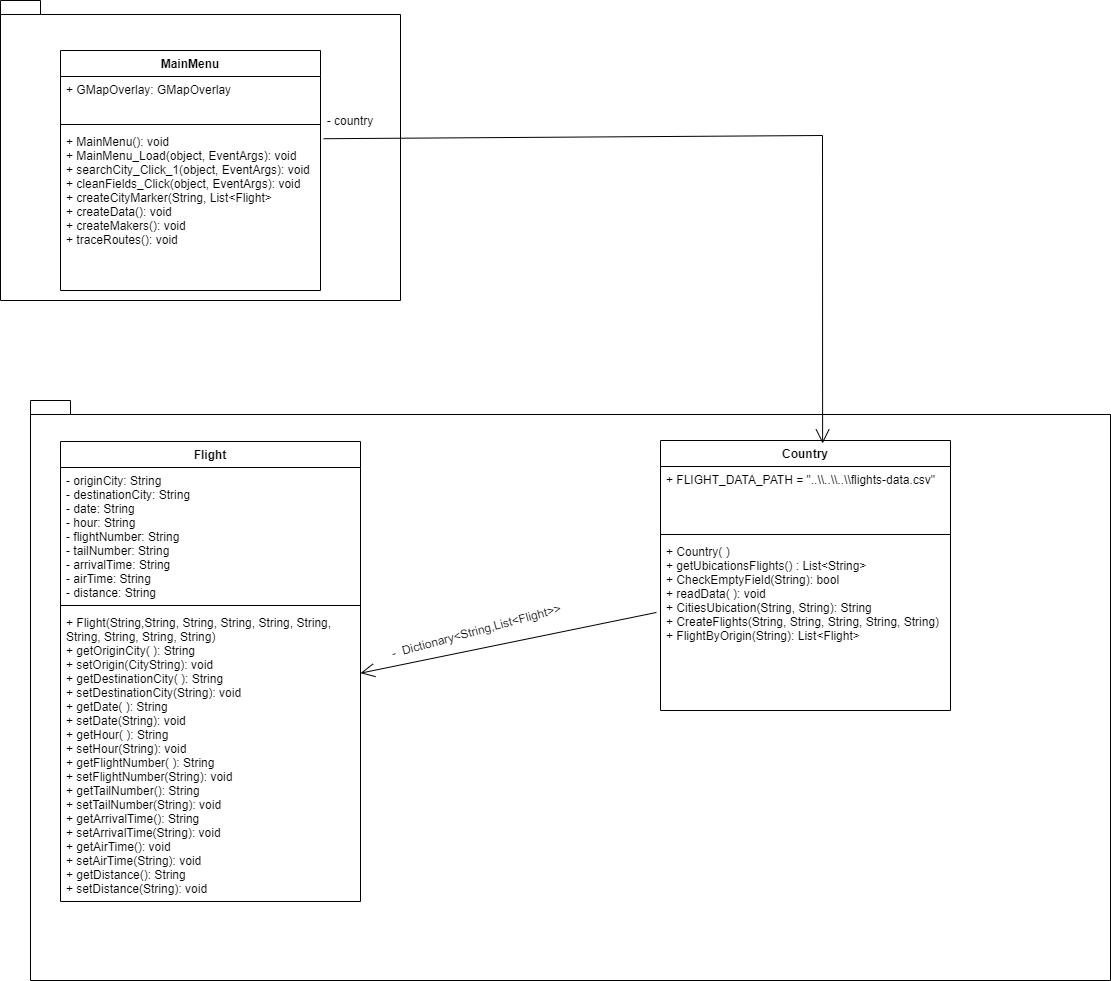 MainMenu
+ GMapOverlay: GMapOverlay
- country
+ MainMenu(): void
+ MainMenu_Load(object, EventArgs): void
+ searchCity_Click_1(object, EventArgs): void
+ cleanFields_Click(object, EventArgs): void
+ createCityMarker(String, List<Flight>
+ createData(): void
+ createMakers(): void
+ traceRoutes(): void
Flight
- originCity: String
- destinationCity: String
- date: String
- hour: String
- flightNumber: String
- tailNumber: String
- arrivalTime: String
- airTime: String
- distance: String
+ Flight(String,String, String, String, String, String,
String, String, String, String)
+ getOriginCity( ): String
+ setOrigin(CityString): void
+ getDestinationCity( ): String
+ setDestinationCity(String): void
+ getDate( ): String
+ setDate(String): void
+ getHour( ): String
+ setHour(String): void
+ getFlightNumber( ): String
+ setFlightNumber(String): void
+ getTailNumber(): String
+ setTailNumber(String): void
+ getArrivalTime(): String
+ setArrivalTime(String): void
+ getAirTime(): void
+ setAirTime(String): void
+ getDistance(): String
+ setDistance(String): void
- Dictionary<String,List<Flight>>
Country
+ FLIGHT_DATA_PATH = "..\\..\\..\\flights-data.csv"
+ Country( )
+ getUbicationsFlights() : List<String>
+ CheckEmptyField(String): bool
+ readData( ): void
+ CitiesUbication(String, String): String
+ CreateFlights(String, String, String, String, String)
+ FlightByOrigin(String): List<Flight>